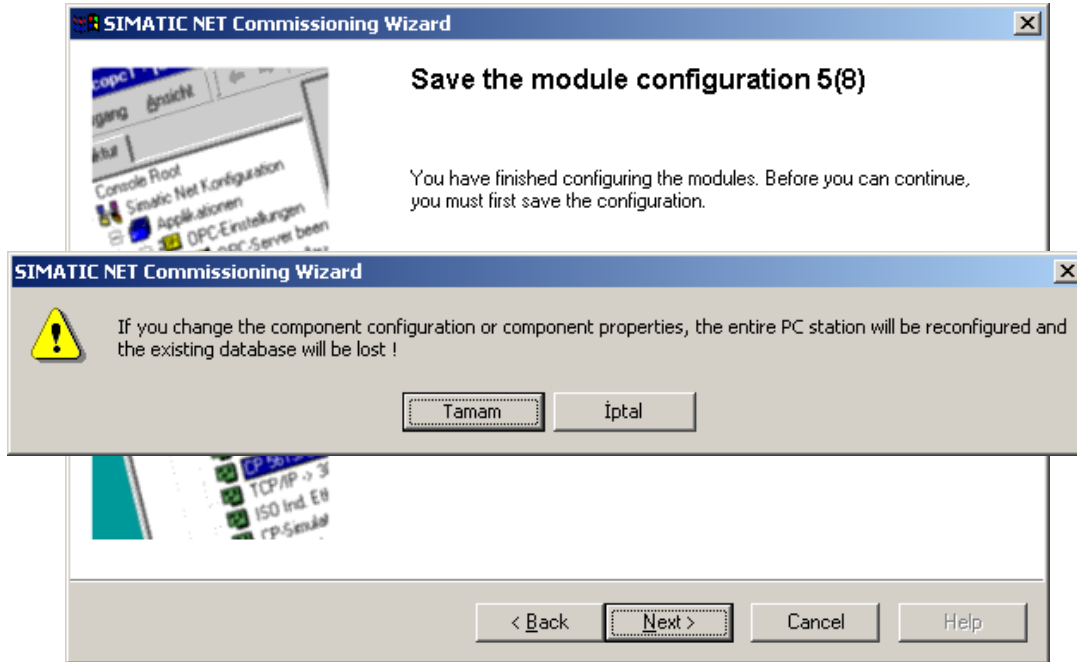 SIMATIC NET Commissioning Wizard
Save the module configuration 5(8)
Ansicht
Console Root
Simatic Net Konfiguration
Applikationen
OPC-Einstellungen
You have finished configuring the modules. Before you can continue,
you must first save the configuration.
SIMATIC NET Commissioning Wizard
If you change the component configuration or component properties, the entire PC station will be reconfigured and
the existing database will be lost !
Tamam
İptal
TCP/IP ->
ISO Ind.
< Back
Next >
Cancel
Help